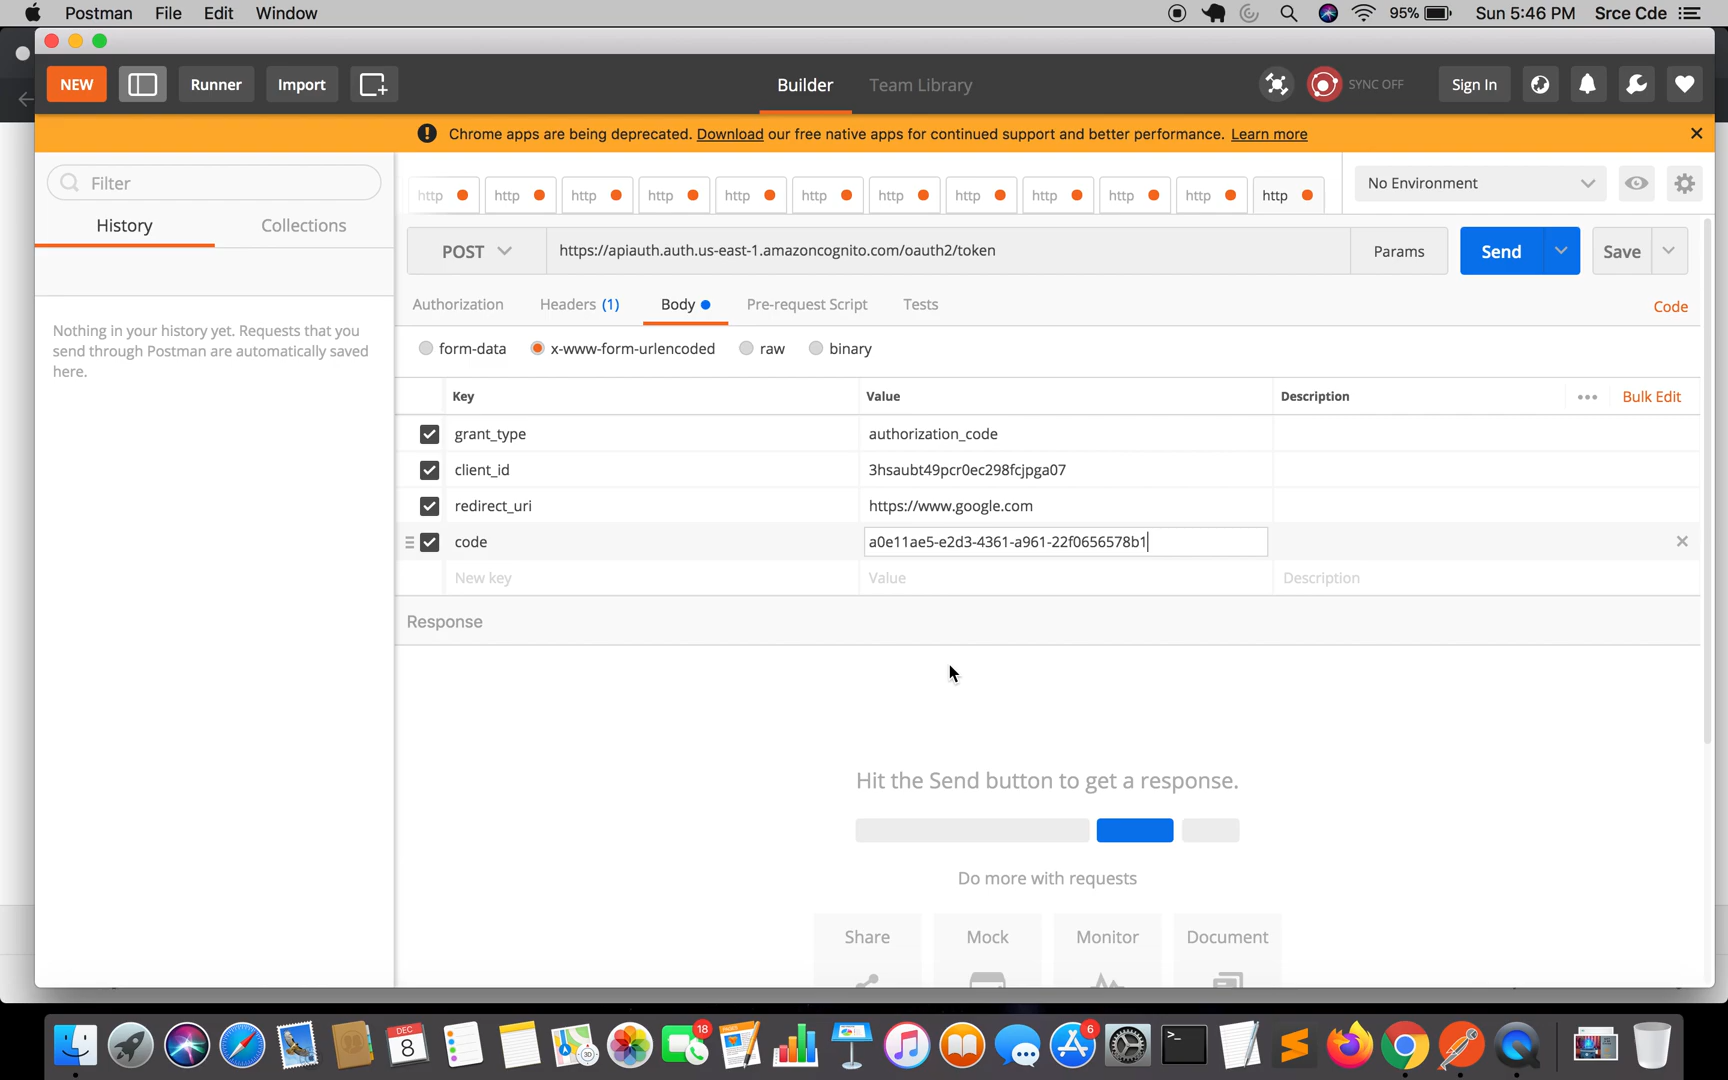 Postman File Edit Window 95% Sun 5:46 PM Srce Cde
NEW Runner Import Builder Team Library SYNC OFF Sign In
Chrome apps are being deprecated. Download our free native apps for continued support and better performance. Learn more
Filter
History Collections
Nothing in your history yet. Requests that you
send through Postman are automatically saved
here.
http http http http http http http http http http http http
No Environment
POST https://apiauth.auth.us-east-1.amazoncognito.com/oauth2/token Params Send Save
Authorization Headers (1) Body Pre-request Script Tests Code
form-data x-www-form-urlencoded raw binary
Key Value Description Bulk Edit
grant_type authorization_code
client_id 3hsaubt49pcr0ec298fcjpga07
redirect_uri https://www.google.com
code a0e11ae5-e2d3-4361-a961-22f0656578b1
New key Value Description
Response
Hit the Send button to get a response.
Do more with requests
Share Mock Monitor Document
DEC
8
18
6